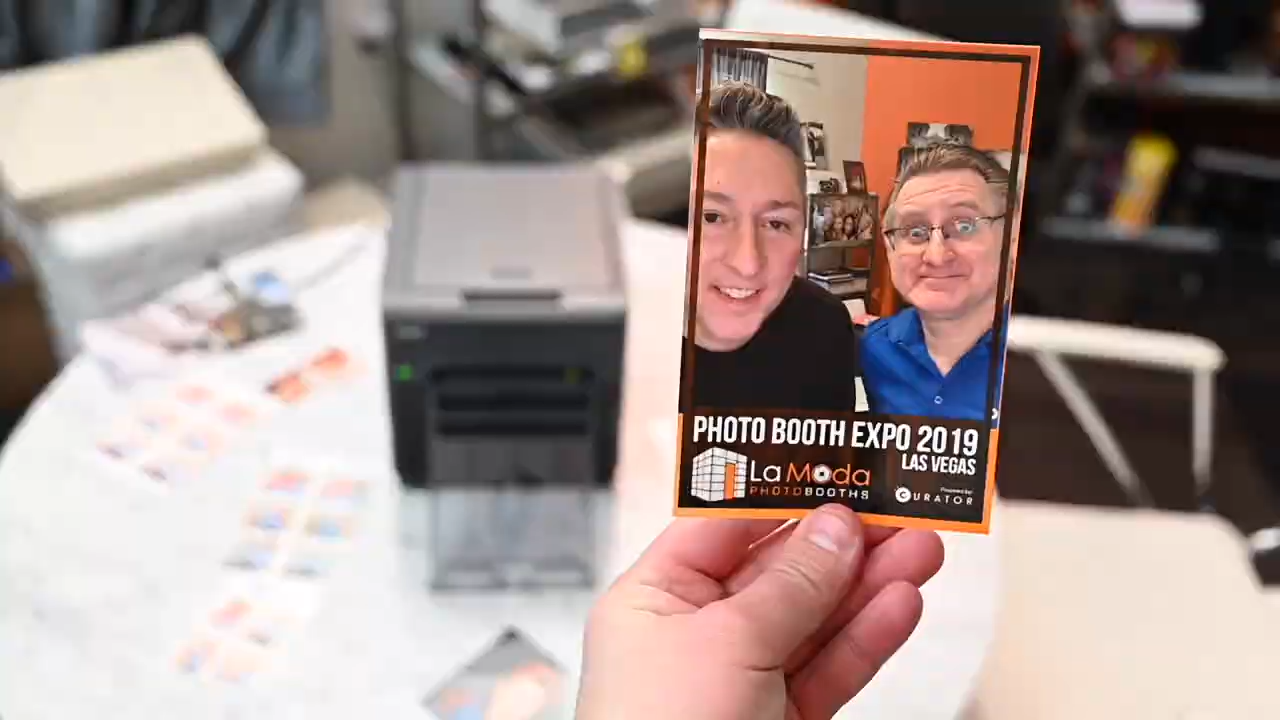 PHOTO BOOTH EXPO 2019
LAS VEGAS
La Moda
PHOTOBOOTHS
Powered by
CURATOR